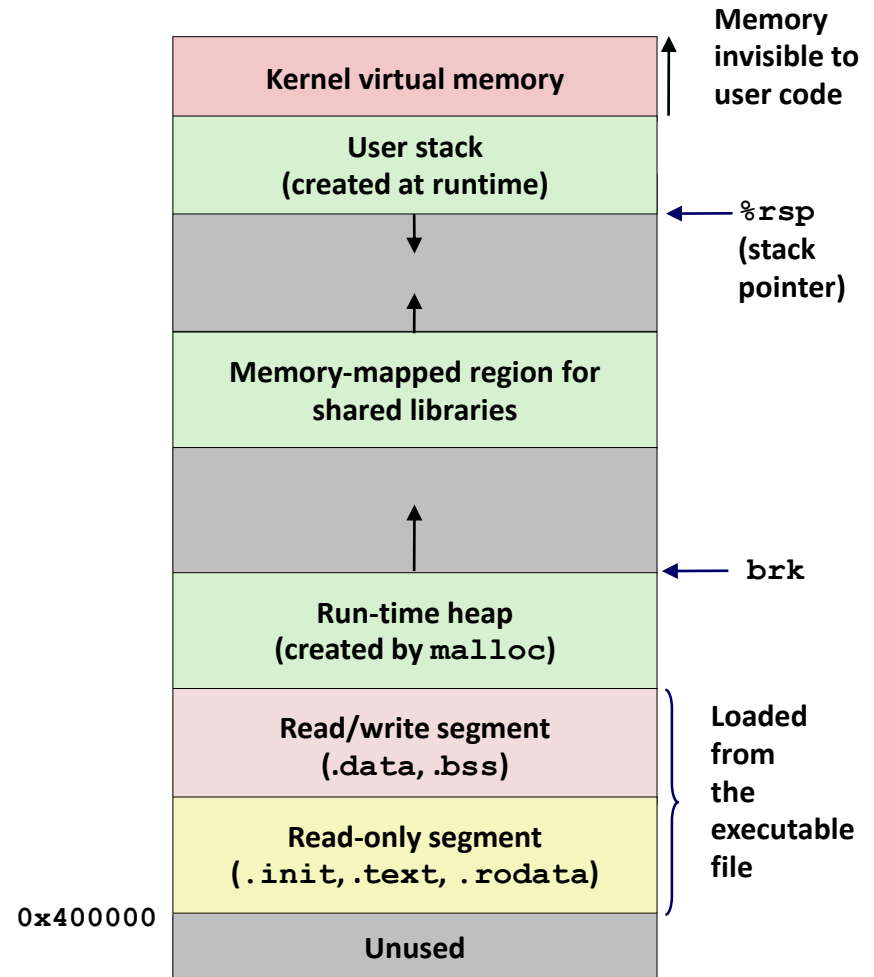 Memory
invisible to
user code
Kernel virtual memory
User stack
(created at runtime)
%rsp
(stack
pointer)
Memory-mapped region for
shared libraries
brk
Run-time heap
(created by malloc)
Read/write segment
(.data, .bss)
Loaded
from
the
executable
file
Read-only segment
(.init, .text, .rodata)
0x400000
Unused